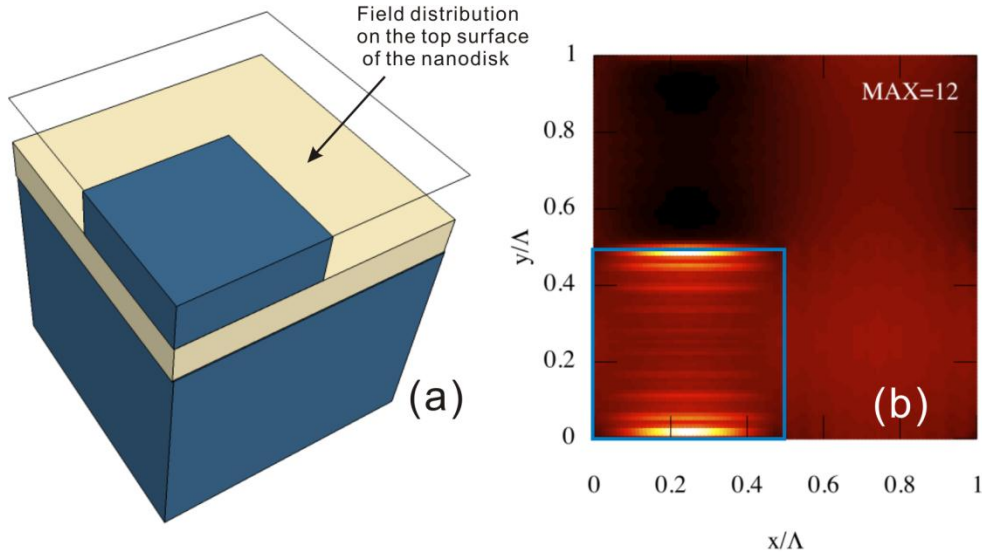 Field distribution
on the top surface
of the nanodisk
(a)
1
0.8
0.6
0.4
0.2
0
y/Λ
MAX=12
(b)
0
0.2
0.4
0.6
0.8
1
x/Λ